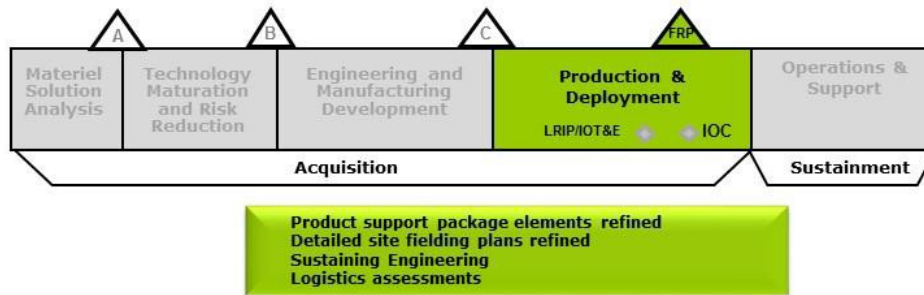 A
B
C
FRP
Materiel
Solution
Analysis
Technology
Maturation
and Risk
Reduction
Engineering and
Manufacturing
Development
Production &
Deployment
LRIP/IOT&E
IOC
Operations &
Support
Acquisition
Sustainment
Product support package elements refined
Detailed site fielding plans refined
Sustaining Engineering
Logistics assessments